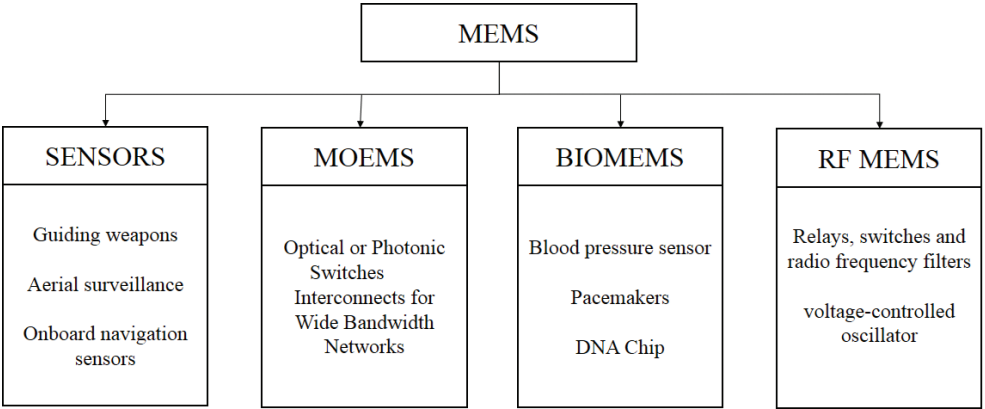 MEMS
SENSORS
Guiding weapons
Aerial surveillance
Onboard navigation
sensors
MOEMS
Optical or Photonic
Switches
Interconnects for
Wide Bandwidth
Networks
BIOMEMS
Blood pressure sensor
Pacemakers
DNA Chip
RF MEMS
Relays, switches and
radio frequency filters
voltage-controlled
oscillator